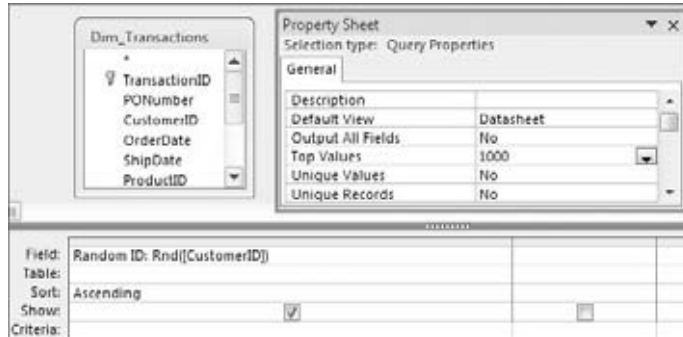 Dim_Transactions
*
TransactionID
PONumber
CustomerID
OrderDate
ShipDate
ProductID
Property Sheet
Selection type: Query Properties
General
Description
Default View Datasheet
Output All Fields No
Top Values 1000
Unique Values No
Unique Records No
Field: Random ID: Rnd([CustomerID])
Table:
Sort: Ascending
Show:
Criteria: